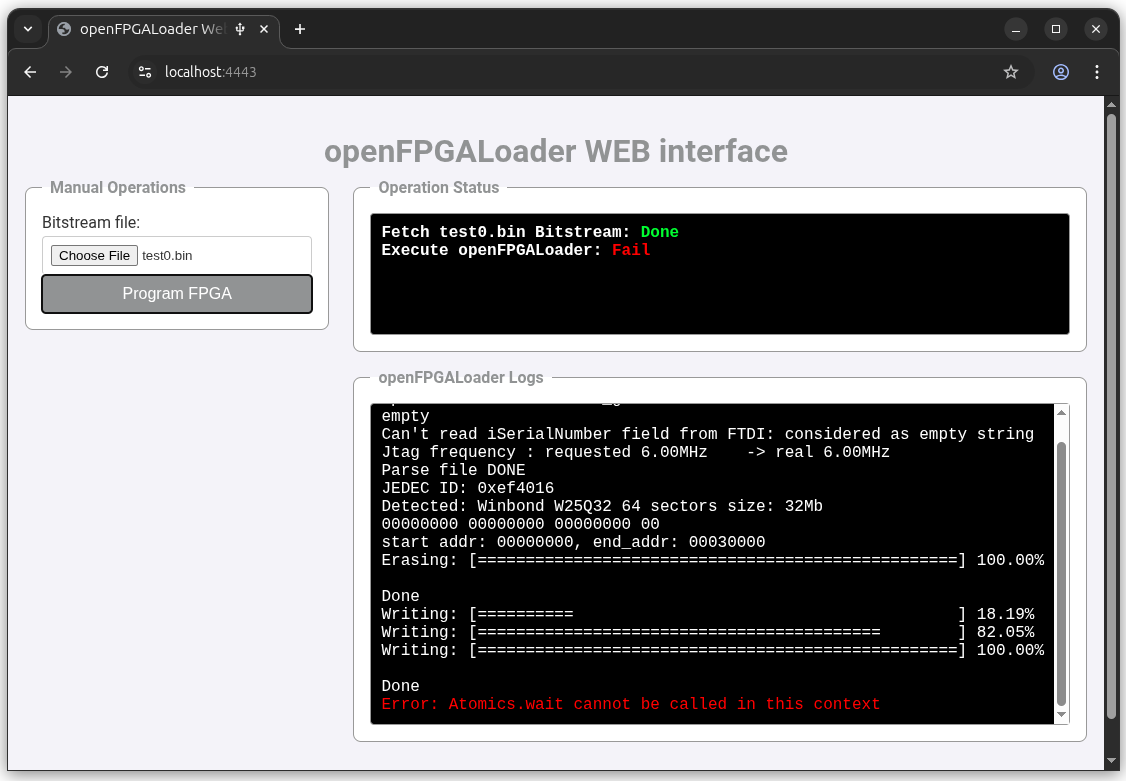 openFPGALoader We
localhost:4443
openFPGALoader WEB interface
Manual Operations
Bitstream file:
Choose File test0.bin
Program FPGA
Operation Status
Fetch test0.bin Bitstream: Done
Execute openFPGALoader: Fail
openFPGALoader Logs
empty
Can't read iSerialNumber field from FTDI: considered as empty string
Jtag frequency : requested 6.00MHz    -> real 6.00MHz
Parse file DONE
JEDEC ID: 0xef4016
Detected: Winbond W25Q32 64 sectors size: 32Mb
00000000 00000000 00000000 00
start addr: 00000000, end_addr: 00030000
Erasing: [==================================================] 100.00%
Done
Writing: [==========                                        ] 18.19%
Writing: [==========================================        ] 82.05%
Writing: [==================================================] 100.00%
Done
Error: Atomics.wait cannot be called in this context